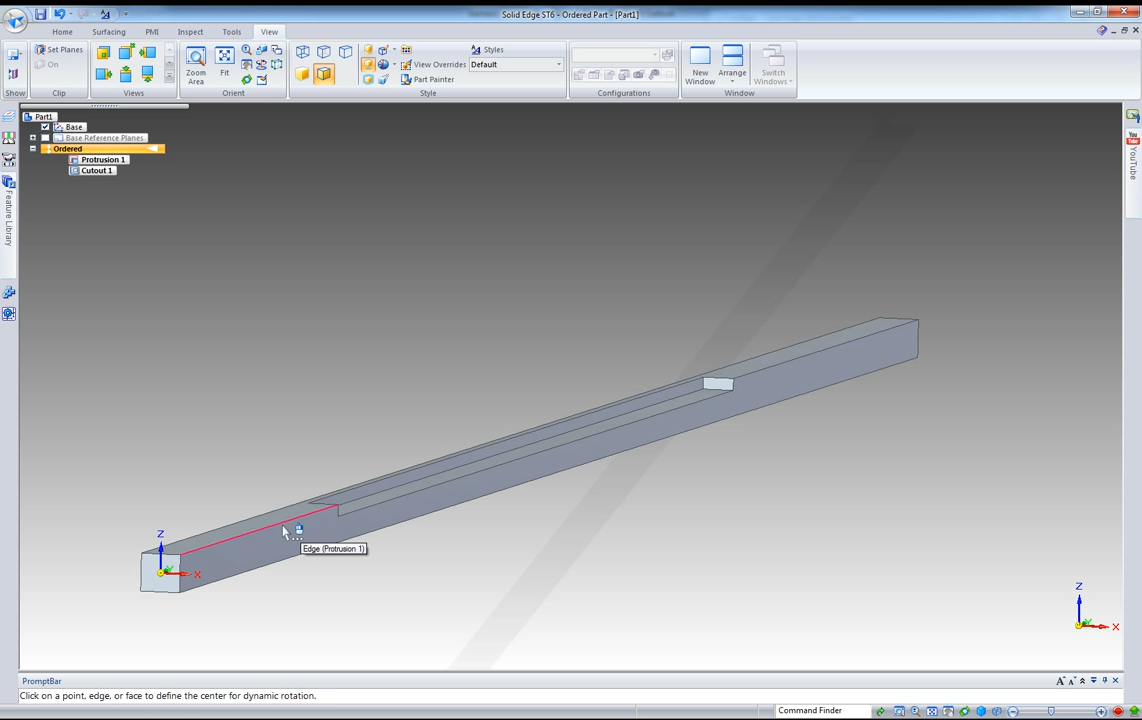 Solid Edge ST6 - Ordered Part - [Part1]
Home
Surfacing
PMI
Inspect
Tools
View
Set Planes
On
Zoom
Area
Fit
Styles
View Overrides
Default
Part Painter
New
Window
Arrange
Switch
Windows
Show
Clip
Views
Orient
Style
Configurations
Window
Part1
Base
Base Reference Planes
Ordered
Protrusion 1
Cutout 1
Feature Library
YouTube
You
Tube
Edge (Protrusion 1)
Z
X
Z
X
PromptBar
Click on a point, edge, or face to define the center for dynamic rotation.
Command Finder